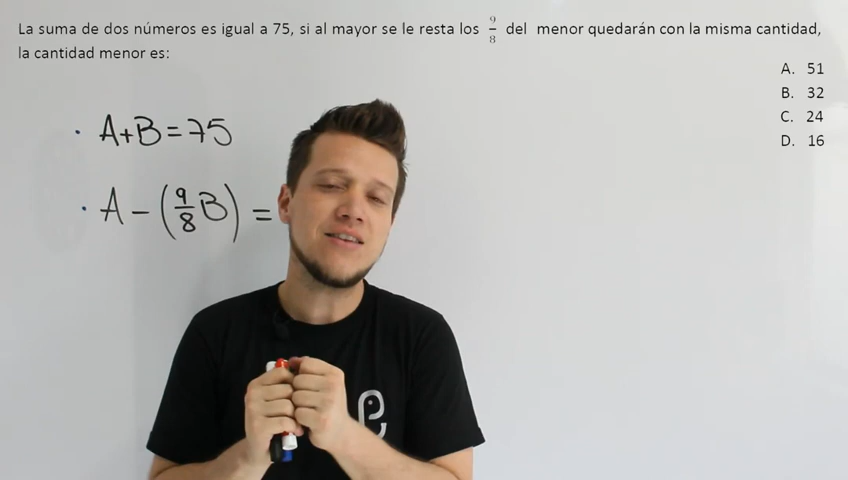 La suma de dos números es igual a 75, si al mayor se le resta los 9/8 del menor quedarán con la misma cantidad,
la cantidad menor es:
A. 51
B. 32
C. 24
D. 16
• A+B=75
• A-(9/8 B)=